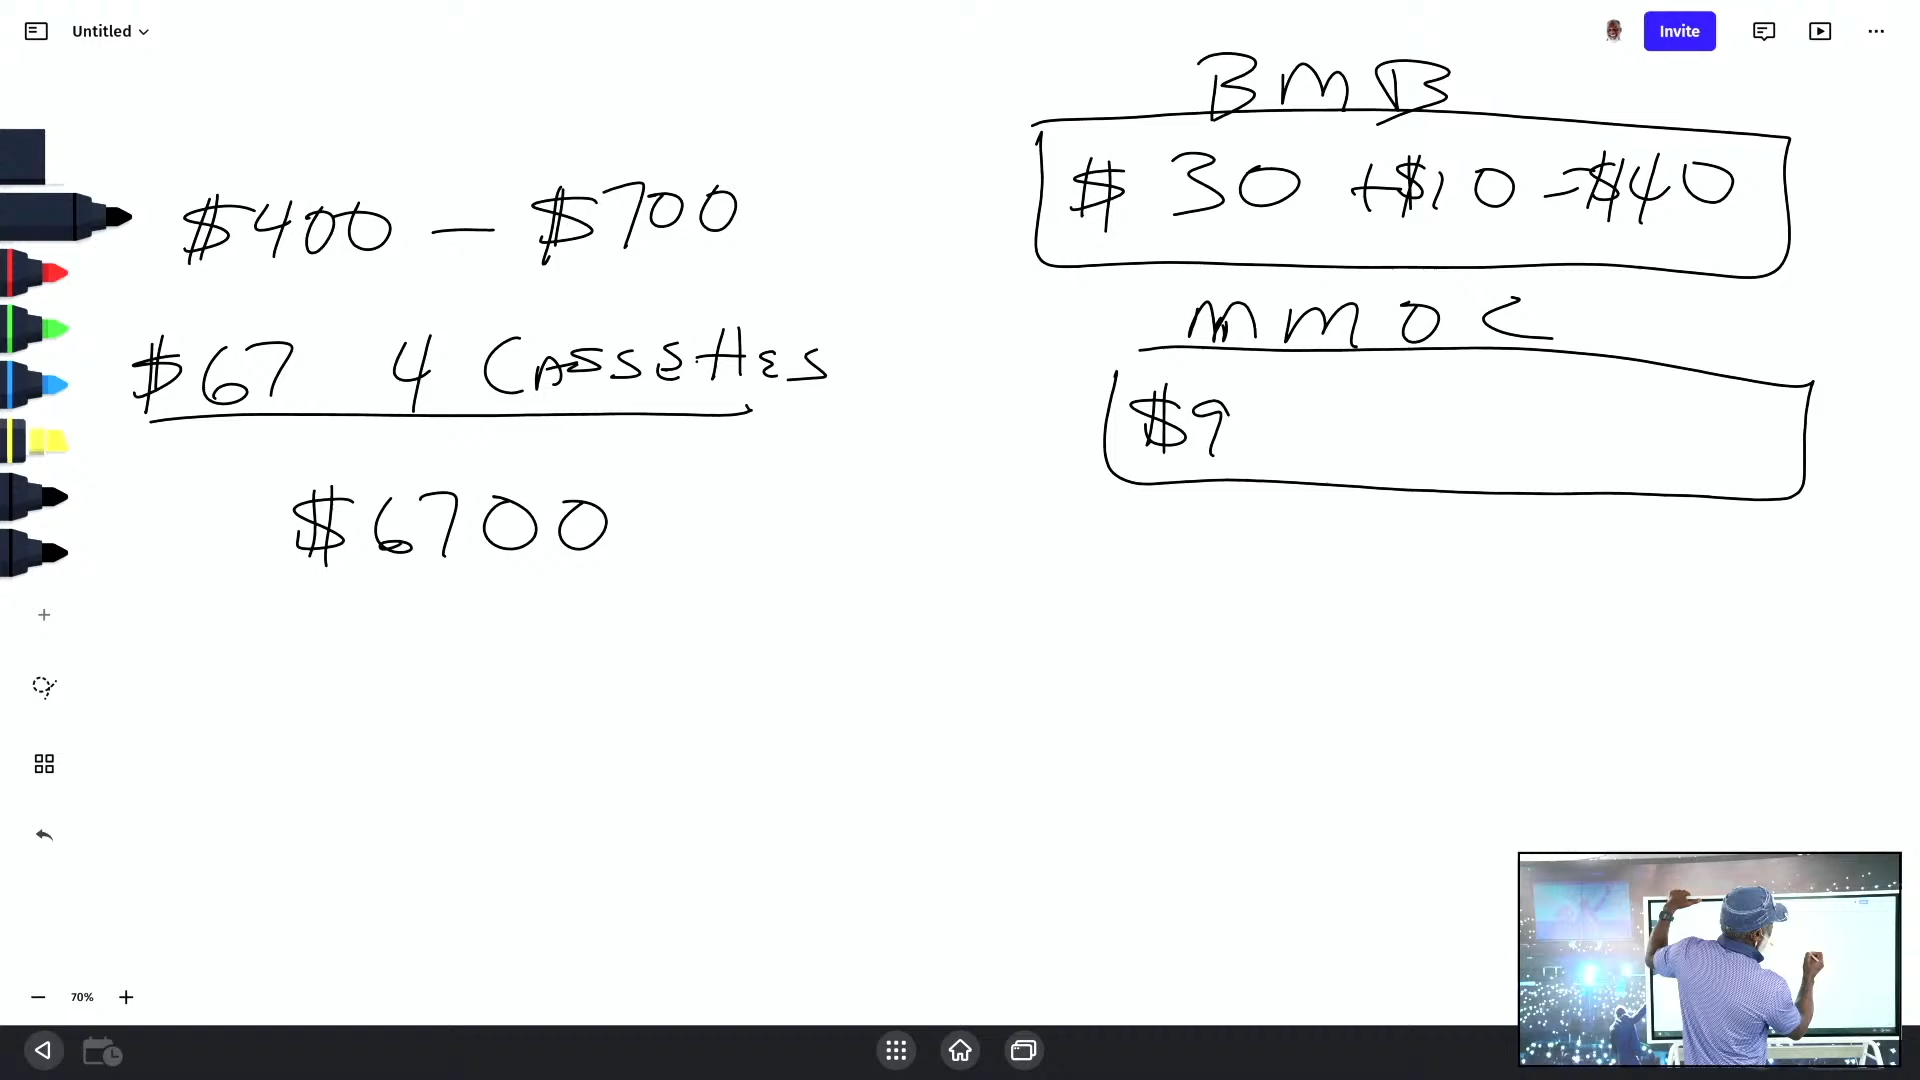 Untitled
Invite
BMB
$400 — $700
$ 30 +$10 = $40
MMOC
$67 4 CASSEttes
$9
$6700
70%